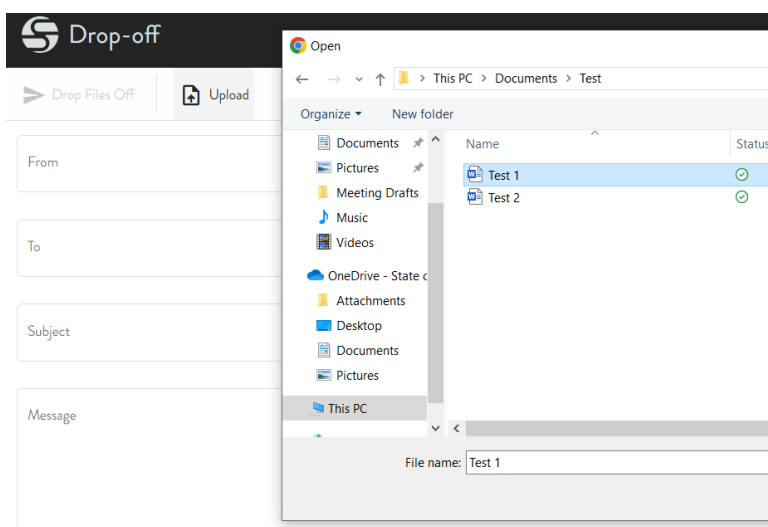 Drop-off
Drop Files Off
Upload
From
To
Subject
Message
Open
This PC > Documents > Test
Organize
New folder
Documents
Pictures
Meeting Drafts
Music
Videos
OneDrive - State
Attachments
Desktop
Documents
Pictures
This PC
Name
Status
Test 1
Test 2
File name: Test 1